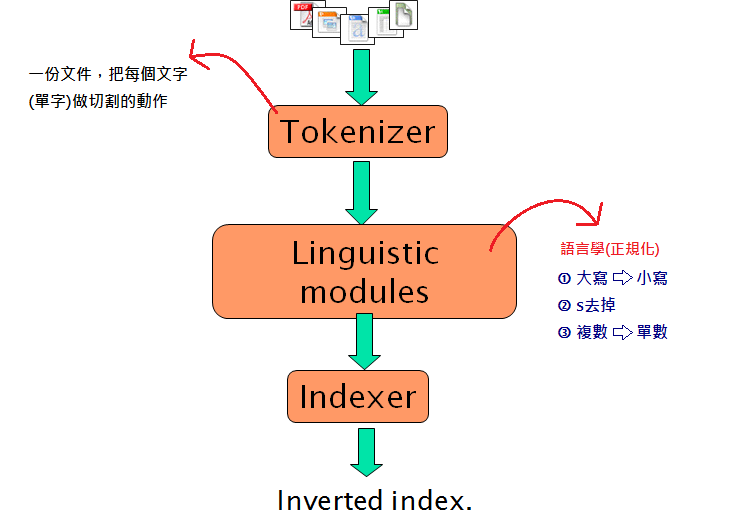 PDF
一份文件，把每個文字
(單字)做切割的動作
Tokenizer
Linguistic
modules
語言學(正規化)
① 大寫 ⇨ 小寫
② s去掉
③ 複數 ⇨ 單數
Indexer
Inverted index.